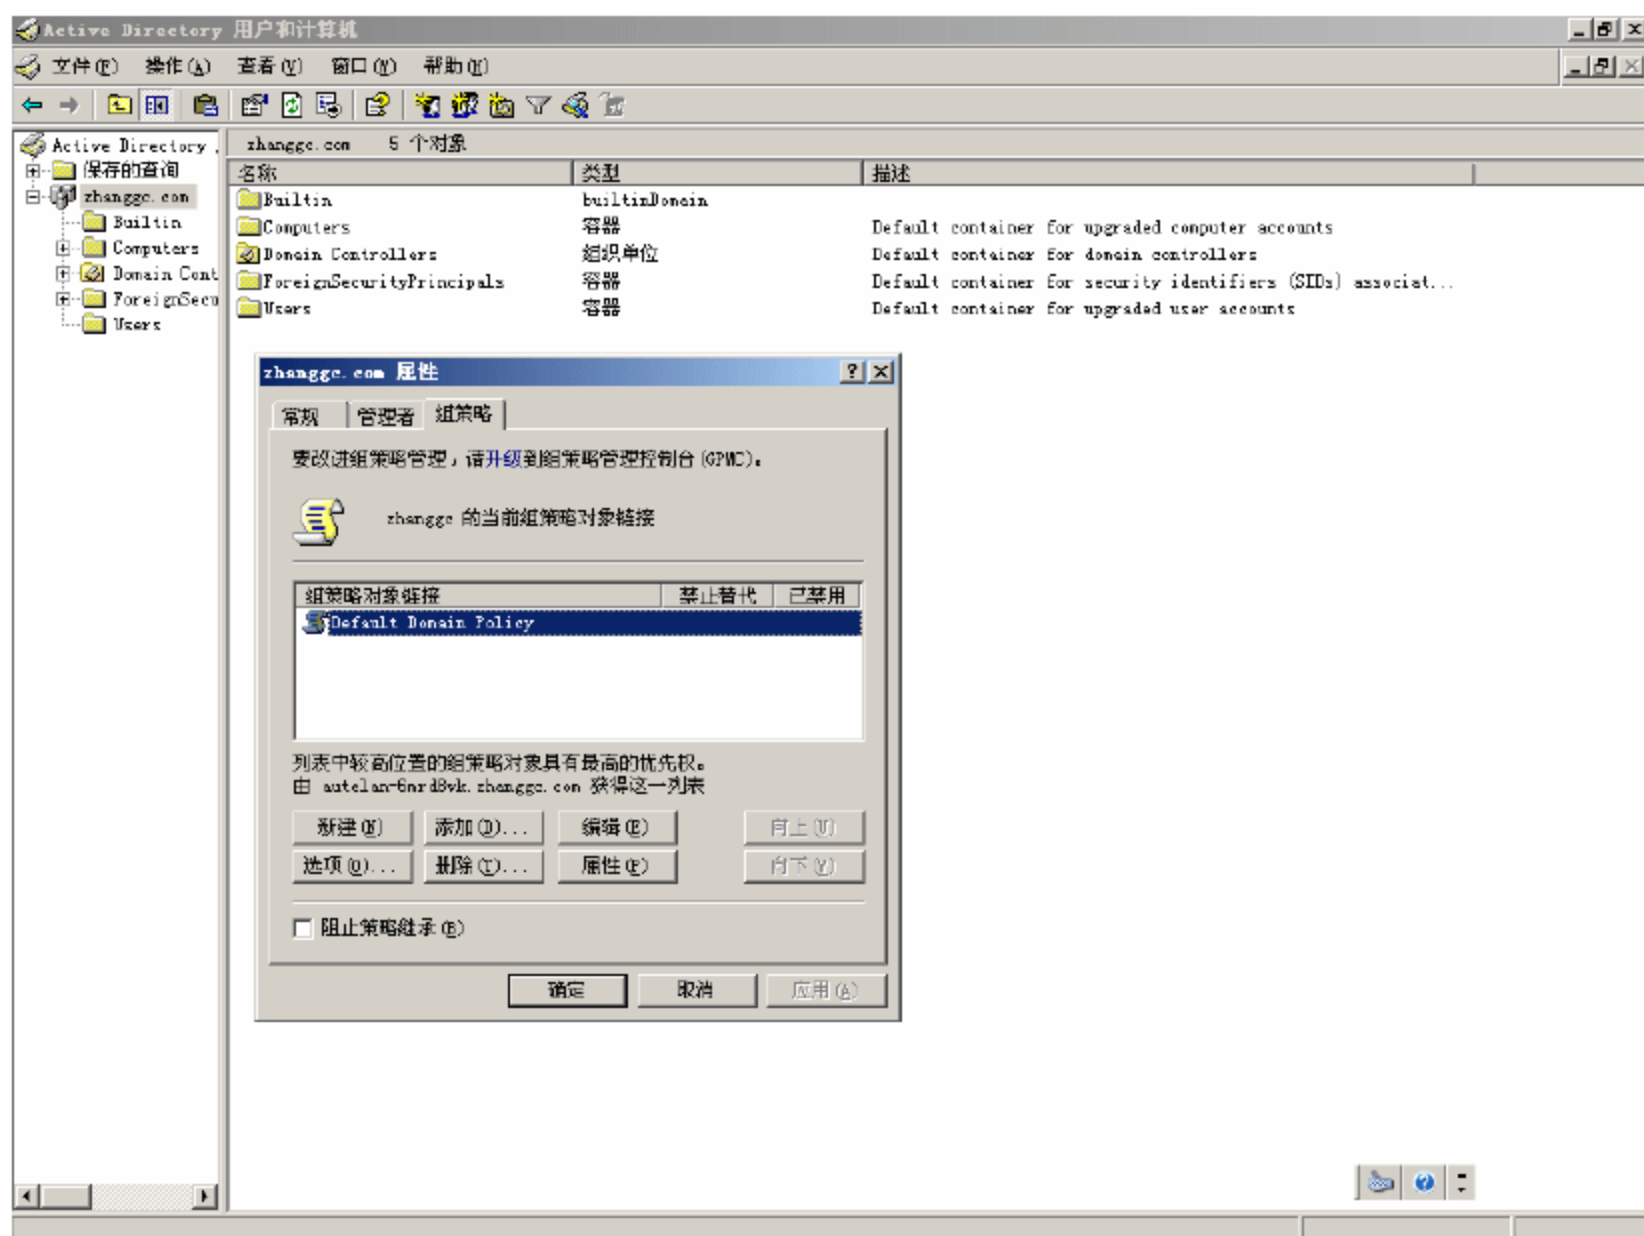 Active Directory 用户和计算机
文件(F) 操作(A) 查看(V) 窗口(W) 帮助(H)
Active Directory
zhanggc.com 5 个对象
保存的查询
zhanggc.com
Builtin
Computers
Domain Cont
ForeignSecu
Users
名称 类型 描述
Builtin builtinDomain
Computers 容器 Default container for upgraded computer accounts
Domain Controllers 组织单位 Default container for domain controllers
ForeignSecurityPrincipals 容器 Default container for security identifiers (SIDs) associat...
Users 容器 Default container for upgraded user accounts
zhanggc.com 属性
常规 管理者 组策略
要改进组策略管理，请升级到组策略管理控制台(GPMC)。
zhanggc 的当前组策略对象链接
组策略对象链接 禁止替代 已禁用
Default Domain Policy
列表中较高位置的组策略对象具有最高的优先权。
由 autelan-6nrd8vk.zhanggc.com 获得这一列表
新建(N) 添加(D)... 编辑(E) 向上(U)
选项(O)... 删除(T)... 属性(P) 向下(Y)
阻止策略继承(B)
确定 取消 应用(A)